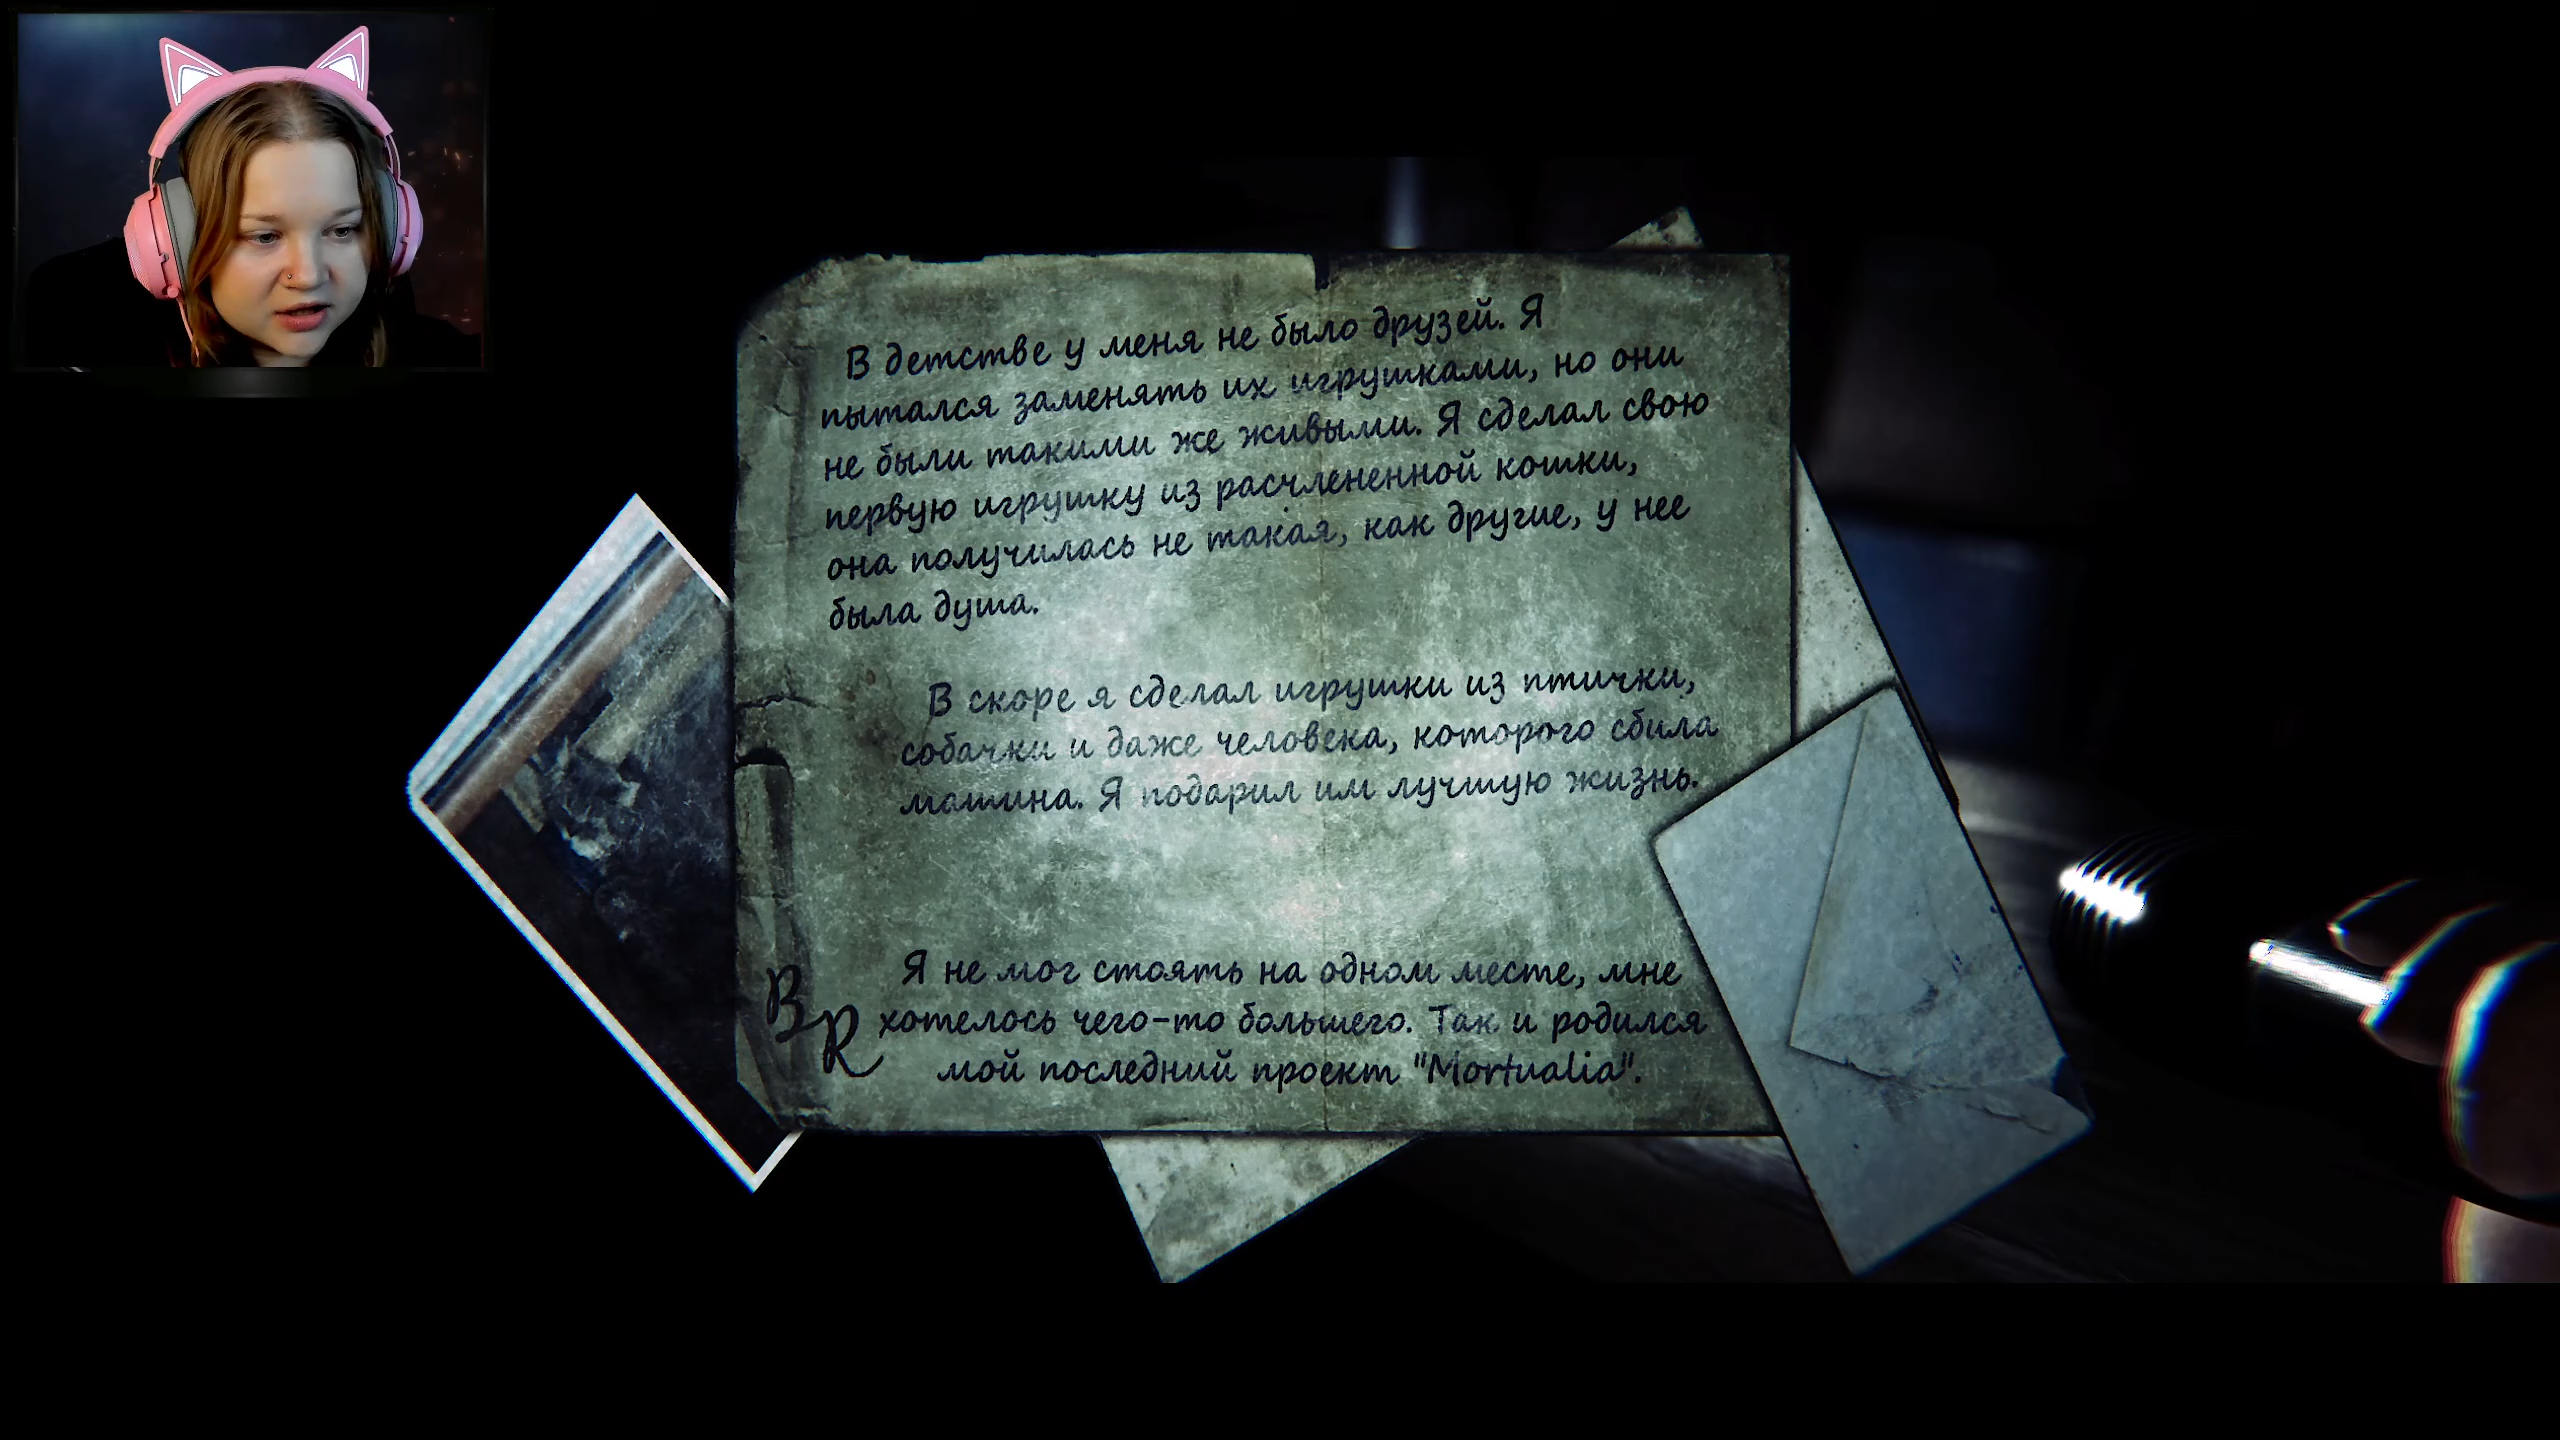 В детстве у меня не было друзей. Я
пытался заменять их игрушками, но они
не были такими же живыми. Я сделал свою
первую игрушку из расчлененной кошки,
она получилась не такая, как другие, у нее
была душа.
В скоре я сделал игрушки из птички,
собачки и даже человека, которого сбила
машина. Я подарил им лучшую жизнь.
Я не мог стоять на одном месте, мне
хотелось чего-то большего. Так и родился
мой последний проект "Mortualia".
BR